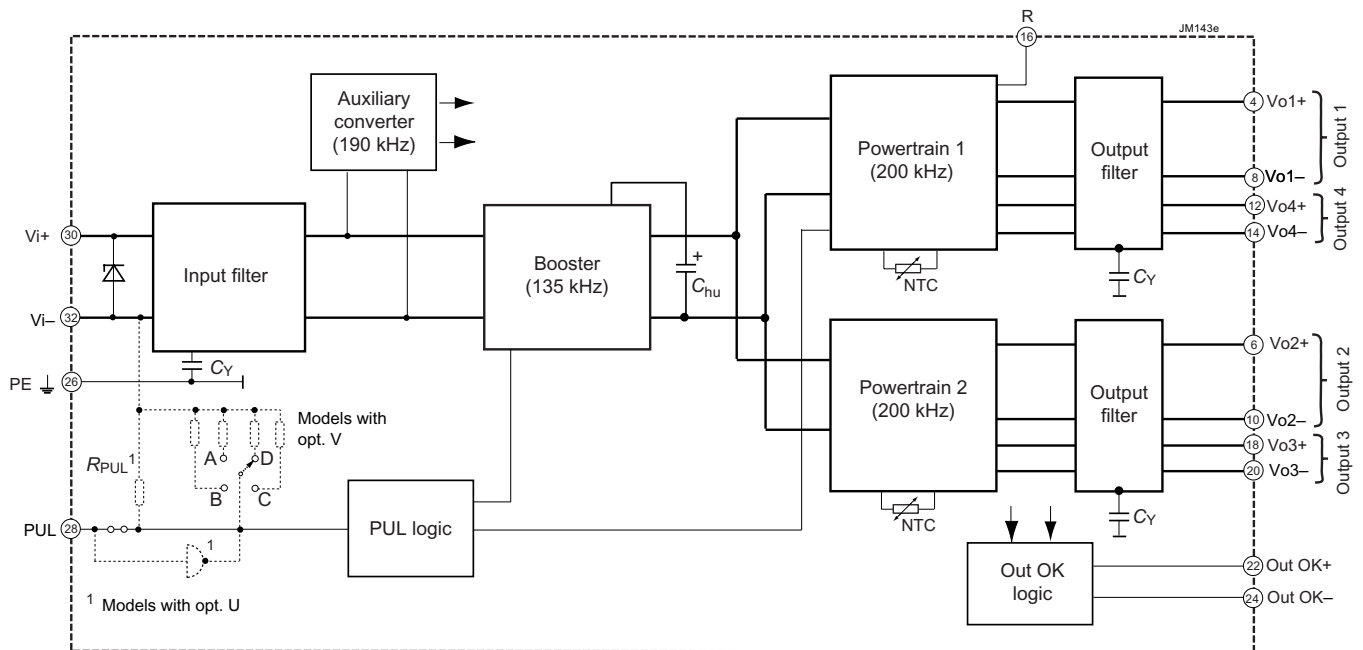 R
16
JM143e
Auxiliary
converter
(190 kHz)
Powertrain 1
(200 kHz)
Output
filter
4
Vo1+
8
Vo1–
Output 1
12
Vo4+
14
Vo4–
Output 4
NTC
CY
Vi+
30
Input filter
Booster
(135 kHz)
+
Chu
Vi–
32
CY
PE
26
Powertrain 2
(200 kHz)
Output
filter
6
Vo2+
10
Vo2–
Output 2
18
Vo3+
20
Vo3–
Output 3
NTC
CY
Models with
opt. V
RPUL1
A
D
B
C
PUL
28
PUL logic
1
1 Models with opt. U
Out OK
logic
22
Out OK+
24
Out OK–